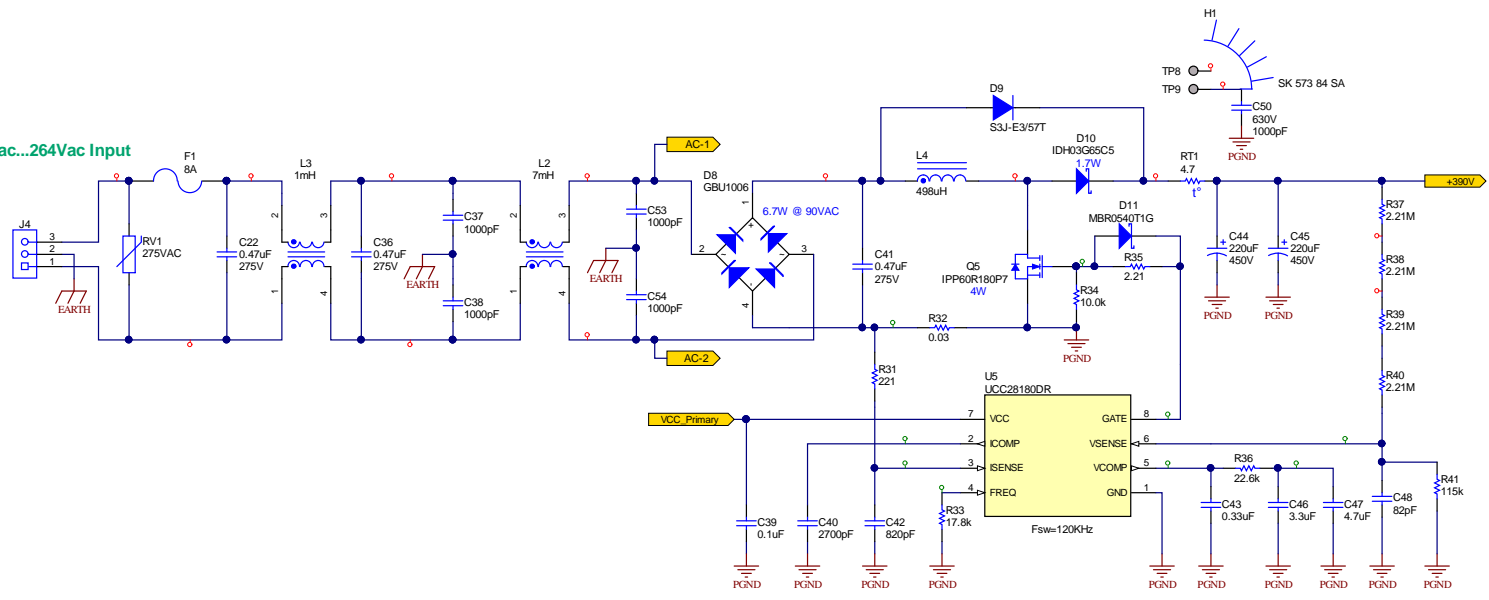 H1
TP8
TP9
SK 573 84 SA
C50
630V
1000pF
PGND
ac...264Vac Input
F1
8A
L3
1mH
L2
7mH
AC-1
D8
GBU1006
6.7W @ 90VAC
D9
S3J-E3/57T
L4
498uH
D10
IDH03G65C5
1.7W
RT1
4.7
t°
+390V
D11
MBR0540T1G
J4
3
2
1
EARTH
RV1
275VAC
C22
0.47uF
275V
2
3
1
4
C36
0.47uF
275V
C37
1000pF
EARTH
C38
1000pF
2
3
1
4
C53
1000pF
EARTH
C54
1000pF
AC-2
1
2
3
4
+
~
~
-
C41
0.47uF
275V
Q5
IPP60R180P7
4W
R35
2.21
R34
10.0k
PGND
R32
0.03
R31
221
C44
220uF
450V
PGND
C45
220uF
450V
PGND
R37
2.21M
R38
2.21M
R39
2.21M
R40
2.21M
U5
UCC28180DR
VCC_Primary
7 VCC
2 ICOMP
3 ISENSE
4 FREQ
GATE 8
VSENSE 6
VCOMP 5
GND 1
Fsw=120KHz
C39
0.1uF
PGND
C40
2700pF
PGND
C42
820pF
PGND
R33
17.8k
PGND
PGND
R36
22.6k
C43
0.33uF
PGND
C46
3.3uF
PGND
C47
4.7uF
PGND
C48
82pF
PGND
R41
115k
PGND